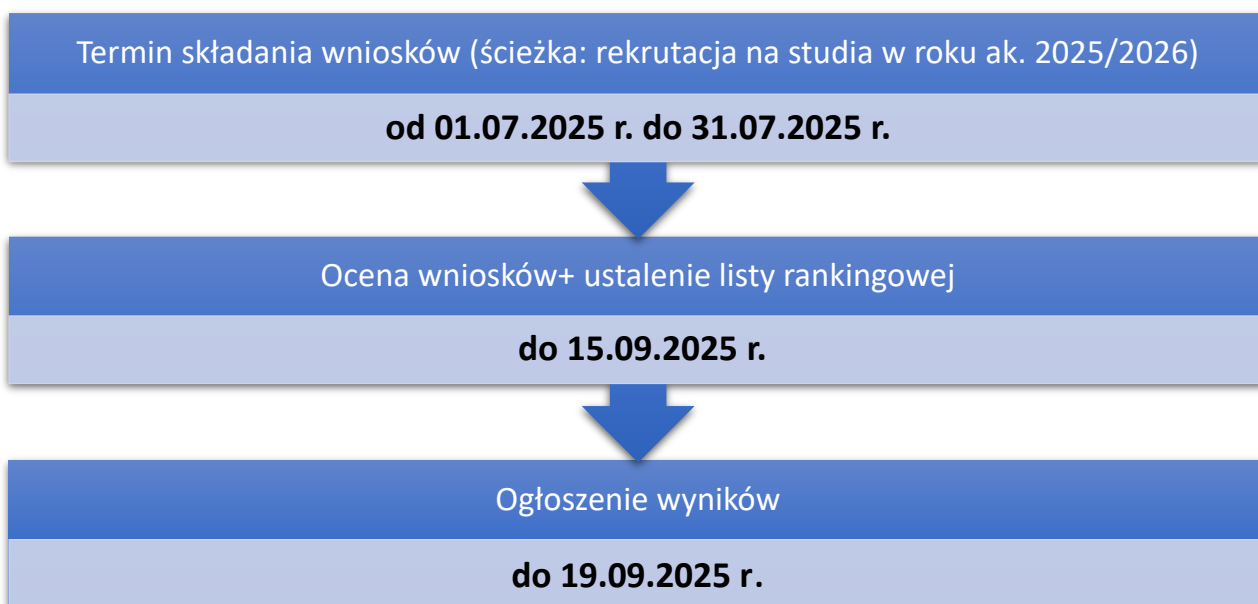 Termin składania wniosków (ścieżka: rekrutacja na studia w roku ak. 2025/2026)
od 01.07.2025 r. do 31.07.2025 r.
Ocena wniosków+ ustalenie listy rankingowej
do 15.09.2025 r.
Ogłoszenie wyników
do 19.09.2025 r.